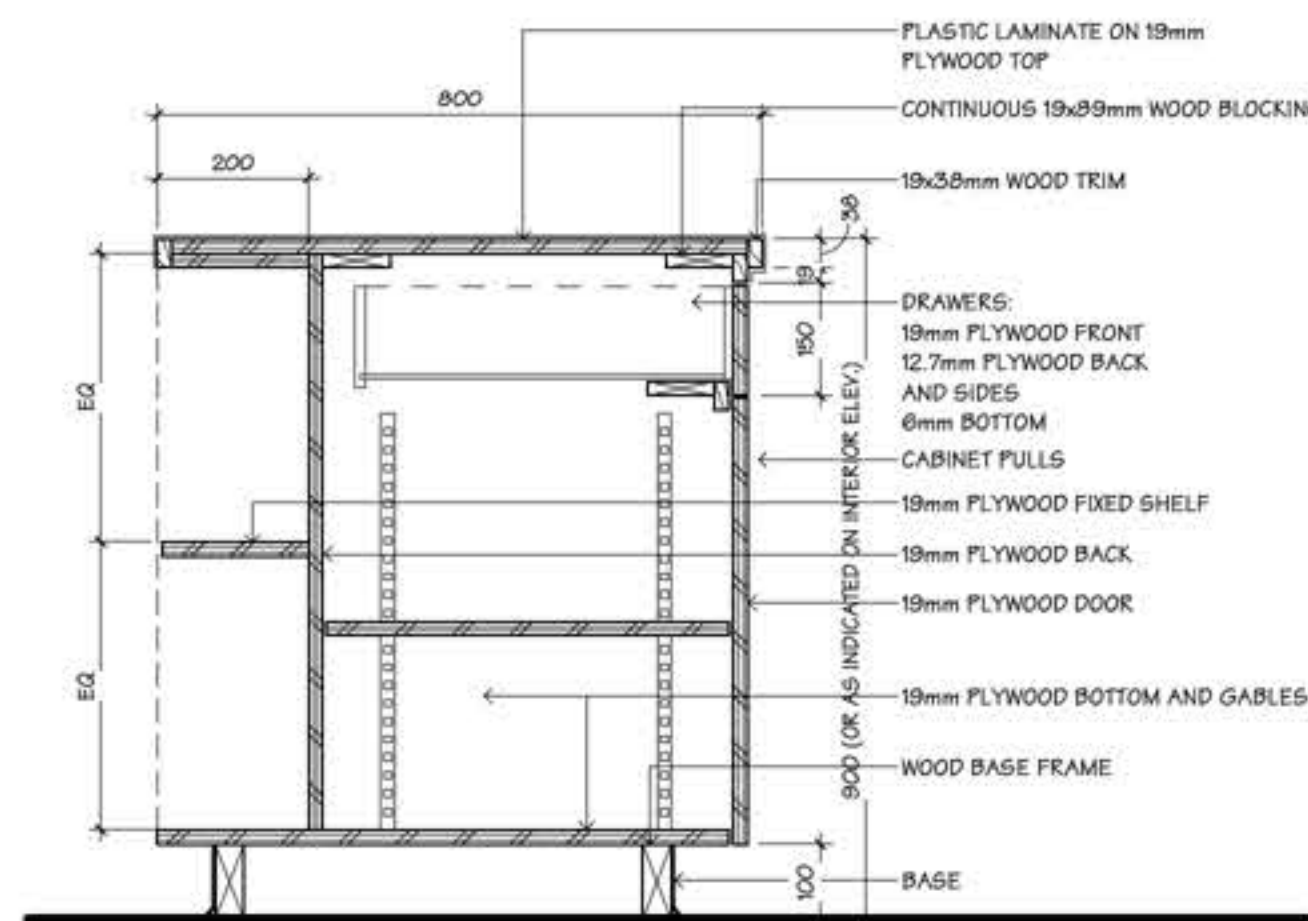 PLASTIC LAMINATE ON 19mm
PLYWOOD TOP
800
CONTINUOUS 19x89mm WOOD BLOCKIN
200
19x38mm WOOD TRIM
38
19
DRAWERS:
19mm PLYWOOD FRONT
12.7mm PLYWOOD BACK
AND SIDES
6mm BOTTOM
150
EQ
CABINET PULLS
19mm PLYWOOD FIXED SHELF
19mm PLYWOOD BACK
19mm PLYWOOD DOOR
900 (OR AS INDICATED ON INTERIOR ELEV.)
EQ
19mm PLYWOOD BOTTOM AND GABLES
WOOD BASE FRAME
100
BASE